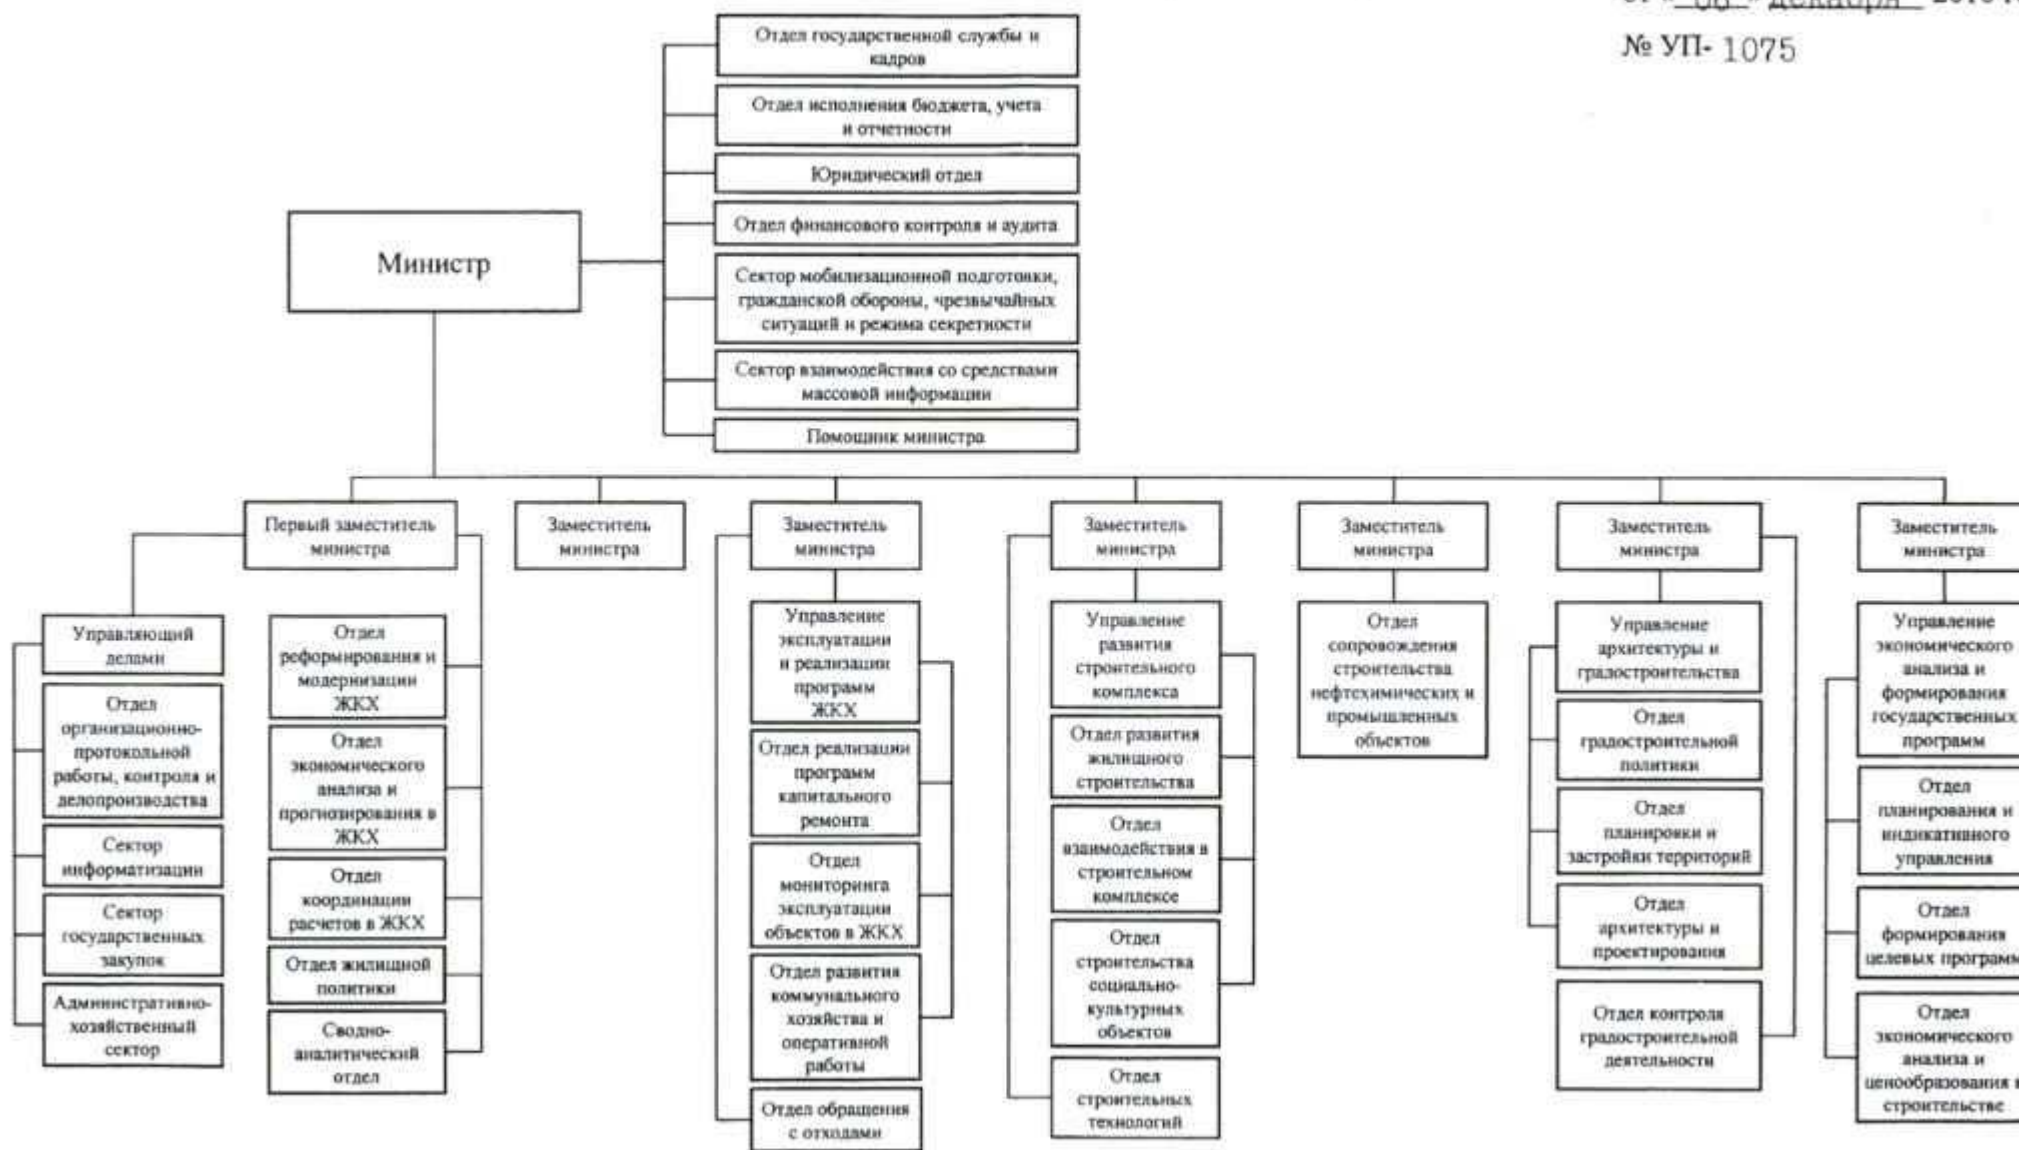 декабря
№ УП- 1075
Отдел государственной службы и
кадров
Отдел исполнения бюджета, учета
и отчетности
Юридический отдел
Отдел финансового контроля и аудита
Сектор мобилизационной подготовки,
гражданской обороны, чрезвычайных
ситуаций и режима секретности
Сектор взаимодействия со средствами
массовой информации
Помощник министра
Министр
Первый заместитель
министра
Заместитель
министра
Заместитель
министра
Заместитель
министра
Заместитель
министра
Заместитель
министра
Заместитель
министра
Управляющий
делами
Отдел
организационно-
протокольной
работы, контроля и
делопроизводства
Сектор
информатизации
Сектор
государственных
закупок
Административно-
хозяйственный
сектор
Отдел
реформирования и
модернизации
ЖКХ
Отдел
экономического
анализа и
прогнозирования в
ЖКХ
Отдел
координации
расчетов в ЖКХ
Отдел жилищной
политики
Сводно-
аналитический
отдел
Управление
эксплуатации
и реализации
программ
ЖКХ
Отдел реализации
программ
капитального
ремонта
Отдел
мониторинга
эксплуатации
объектов в ЖКХ
Отдел развития
коммунального
хозяйства и
оперативной
работы
Отдел обращения
с отходами
Управление
развития
строительного
комплекса
Отдел развития
жилищного
строительства
Отдел
взаимодействия в
строительном
комплексе
Отдел
строительства
социально-
культурных
объектов
Отдел
строительных
технологий
Отдел
сопровождения
строительства
нефтехимических и
промышленных
объектов
Управление
архитектуры и
градостроительства
Отдел
градостроительной
политики
Отдел
планировки и
застройки территорий
Отдел
архитектуры и
проектирования
Отдел контроля
градостроительной
деятельности
Управление
экономического
анализа и
формирования
государственных
программ
Отдел
планирования и
индикативного
управления
Отдел
формирования
целевых программ
Отдел
экономического
анализа и
ценообразования в
строительстве